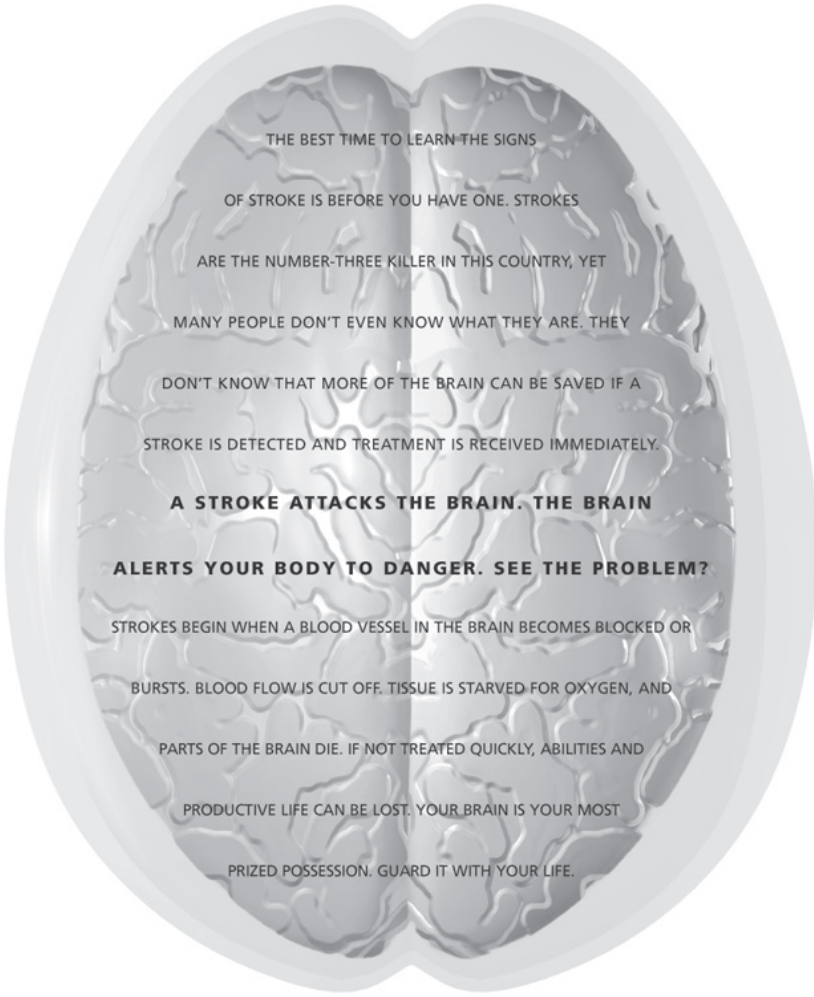 THE BEST TIME TO LEARN THE SIGNS
OF STROKE IS BEFORE YOU HAVE ONE. STROKES
ARE THE NUMBER-THREE KILLER IN THIS COUNTRY, YET
MANY PEOPLE DON'T EVEN KNOW WHAT THEY ARE. THEY
DON'T KNOW THAT MORE OF THE BRAIN CAN BE SAVED IF A
STROKE IS DETECTED AND TREATMENT IS RECEIVED IMMEDIATELY.
A STROKE ATTACKS THE BRAIN. THE BRAIN
ALERTS YOUR BODY TO DANGER. SEE THE PROBLEM?
STROKES BEGIN WHEN A BLOOD VESSEL IN THE BRAIN BECOMES BLOCKED OR
BURSTS. BLOOD FLOW IS CUT OFF. TISSUE IS STARVED FOR OXYGEN, AND
PARTS OF THE BRAIN DIE. IF NOT TREATED QUICKLY, ABILITIES AND
PRODUCTIVE LIFE CAN BE LOST. YOUR BRAIN IS YOUR MOST
PRIZED POSSESSION. GUARD IT WITH YOUR LIFE.